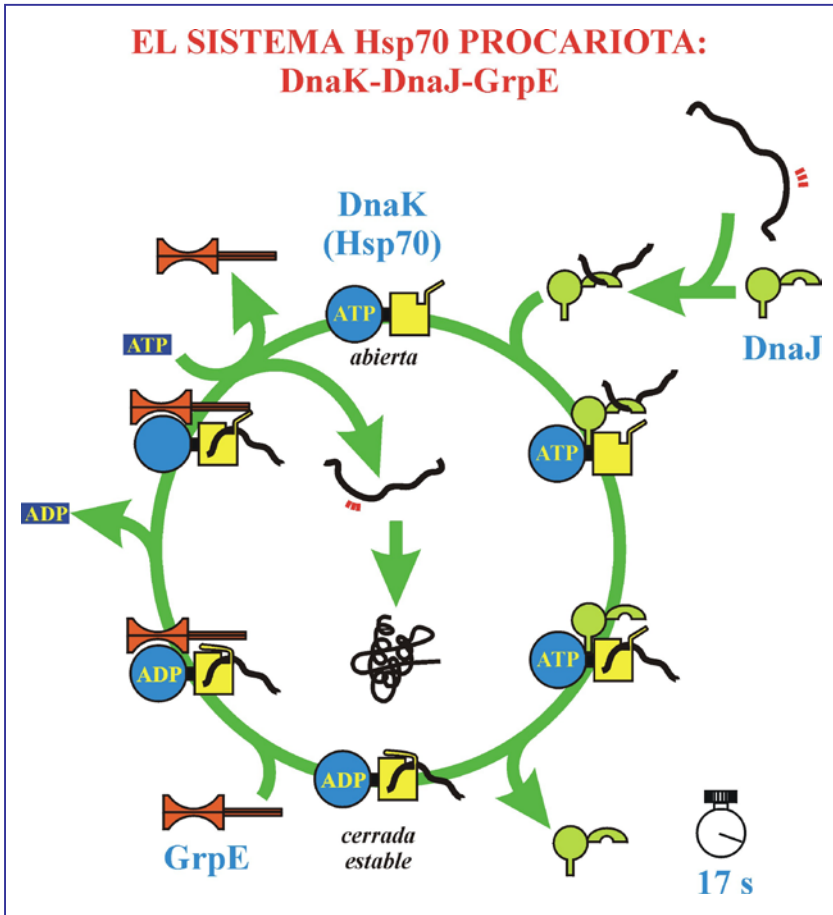 EL SISTEMA Hsp70 PROCARIOTA:
DnaK-DnaJ-GrpE
DnaK
(Hsp70)
ATP
abierta
DnaJ
ATP
ATP
ADP
ATP
ADP
ADP
cerrada
estable
GrpE
17 s